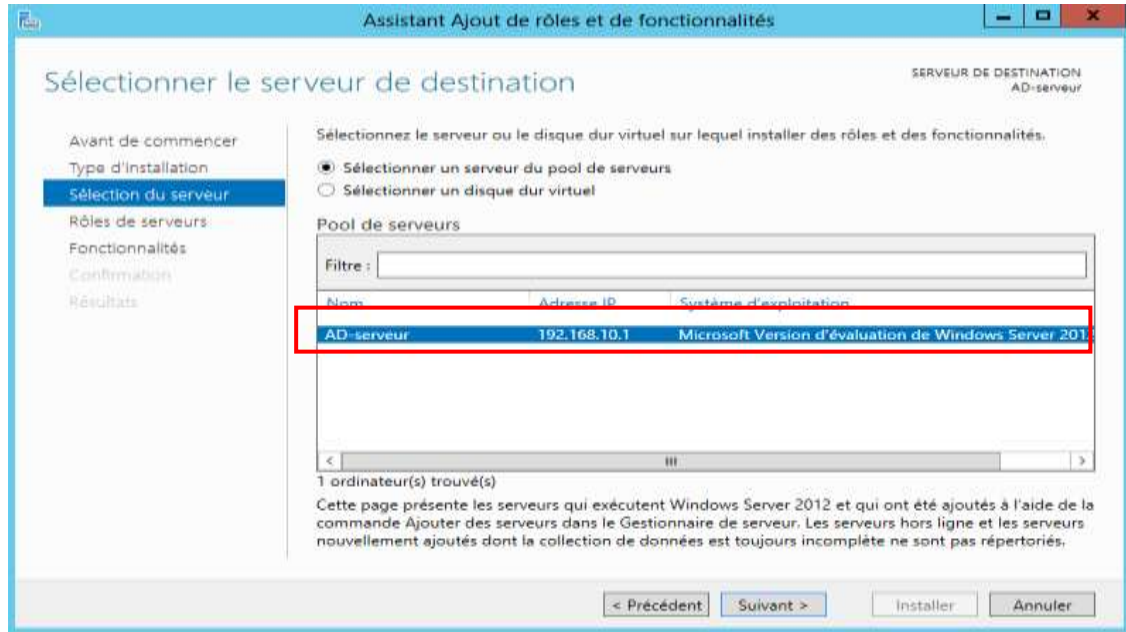 Assistant Ajout de rôles et de fonctionnalités
Sélectionner le serveur de destination
SERVEUR DE DESTINATION
AD-serveur
Avant de commencer
Type d'installation
Sélection du serveur
Rôles de serveurs
Fonctionnalités
Confirmation
Résultats
Sélectionnez le serveur ou le disque dur virtuel sur lequel installer des rôles et des fonctionnalités.
Sélectionner un serveur du pool de serveurs
Sélectionner un disque dur virtuel
Pool de serveurs
Filtre :
Nom Adresse IP Système d'exploitation
AD-serveur 192.168.10.1 Microsoft Version d'évaluation de Windows Server 201
1 ordinateur(s) trouvé(s)
Cette page présente les serveurs qui exécutent Windows Server 2012 et qui ont été ajoutés à l'aide de la
commande Ajouter des serveurs dans le Gestionnaire de serveur. Les serveurs hors ligne et les serveurs
nouvellement ajoutés dont la collection de données est toujours incomplète ne sont pas répertoriés.
< Précédent Suivant > Installer Annuler